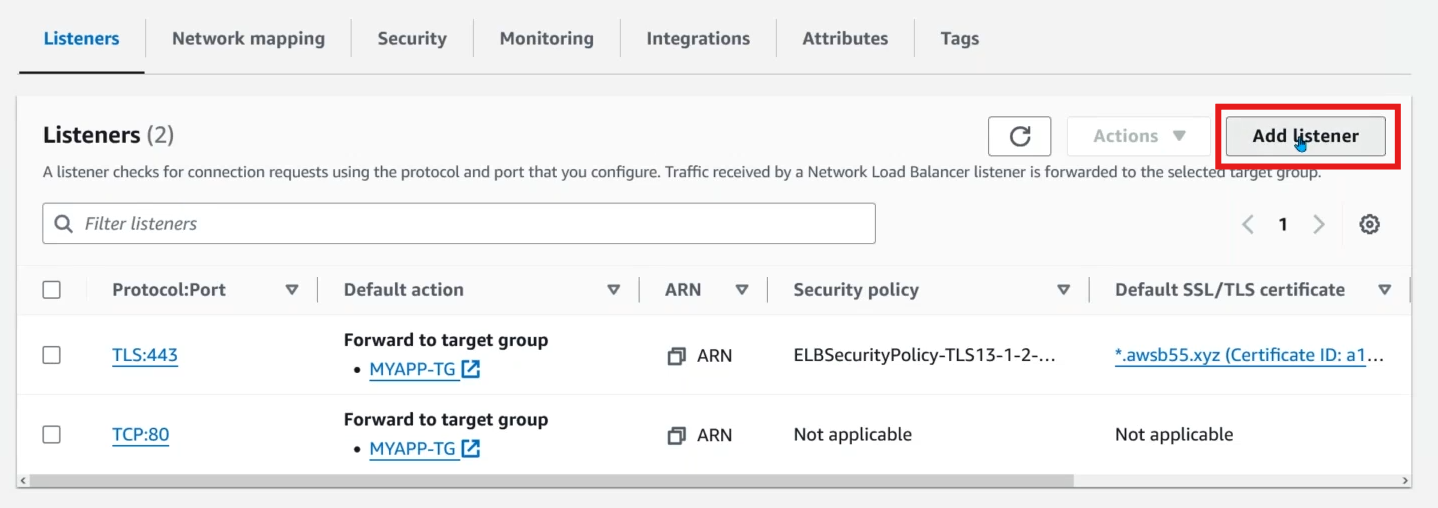 Listeners Network mapping Security Monitoring Integrations Attributes Tags
Listeners (2) Actions Add listener
A listener checks for connection requests using the protocol and port that you configure. Traffic received by a Network Load Balancer listener is forwarded to the selected target group.
Filter listeners 1
Protocol:Port Default action ARN Security policy Default SSL/TLS certificate
Forward to target group
TLS:443 ARN ELBSecurityPolicy-TLS13-1-2-... *.awsb55.xyz (Certificate ID: a1...
• MYAPP-TG
Forward to target group
TCP:80 ARN Not applicable Not applicable
• MYAPP-TG